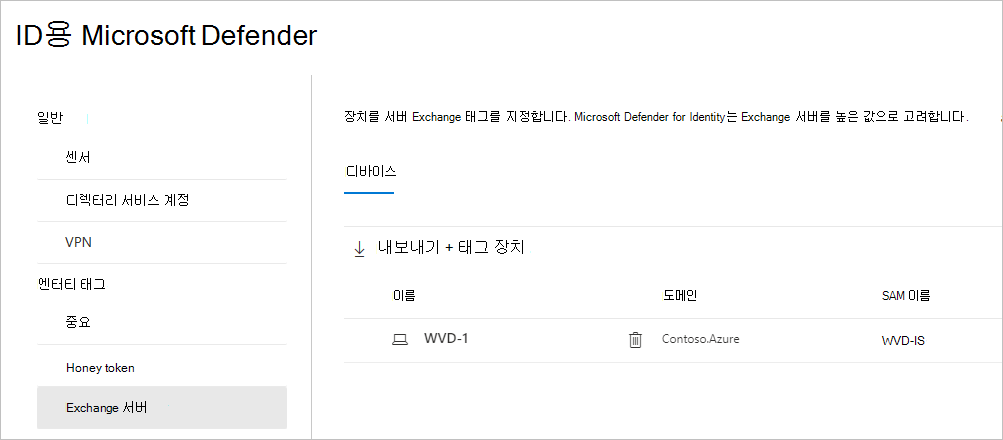 ID용 Microsoft Defender
일반
센서
디렉터리 서비스 계정
VPN
엔터티 태그
중요
Honey token
Exchange 서버
장치를 서버 Exchange 태그를 지정합니다. Microsoft Defender for Identity는 Exchange 서버를 높은 값으로 고려합니다.
디바이스
내보내기 + 태그 장치
이름 도메인 SAM 이름
WVD-1 Contoso.Azure WVD-IS